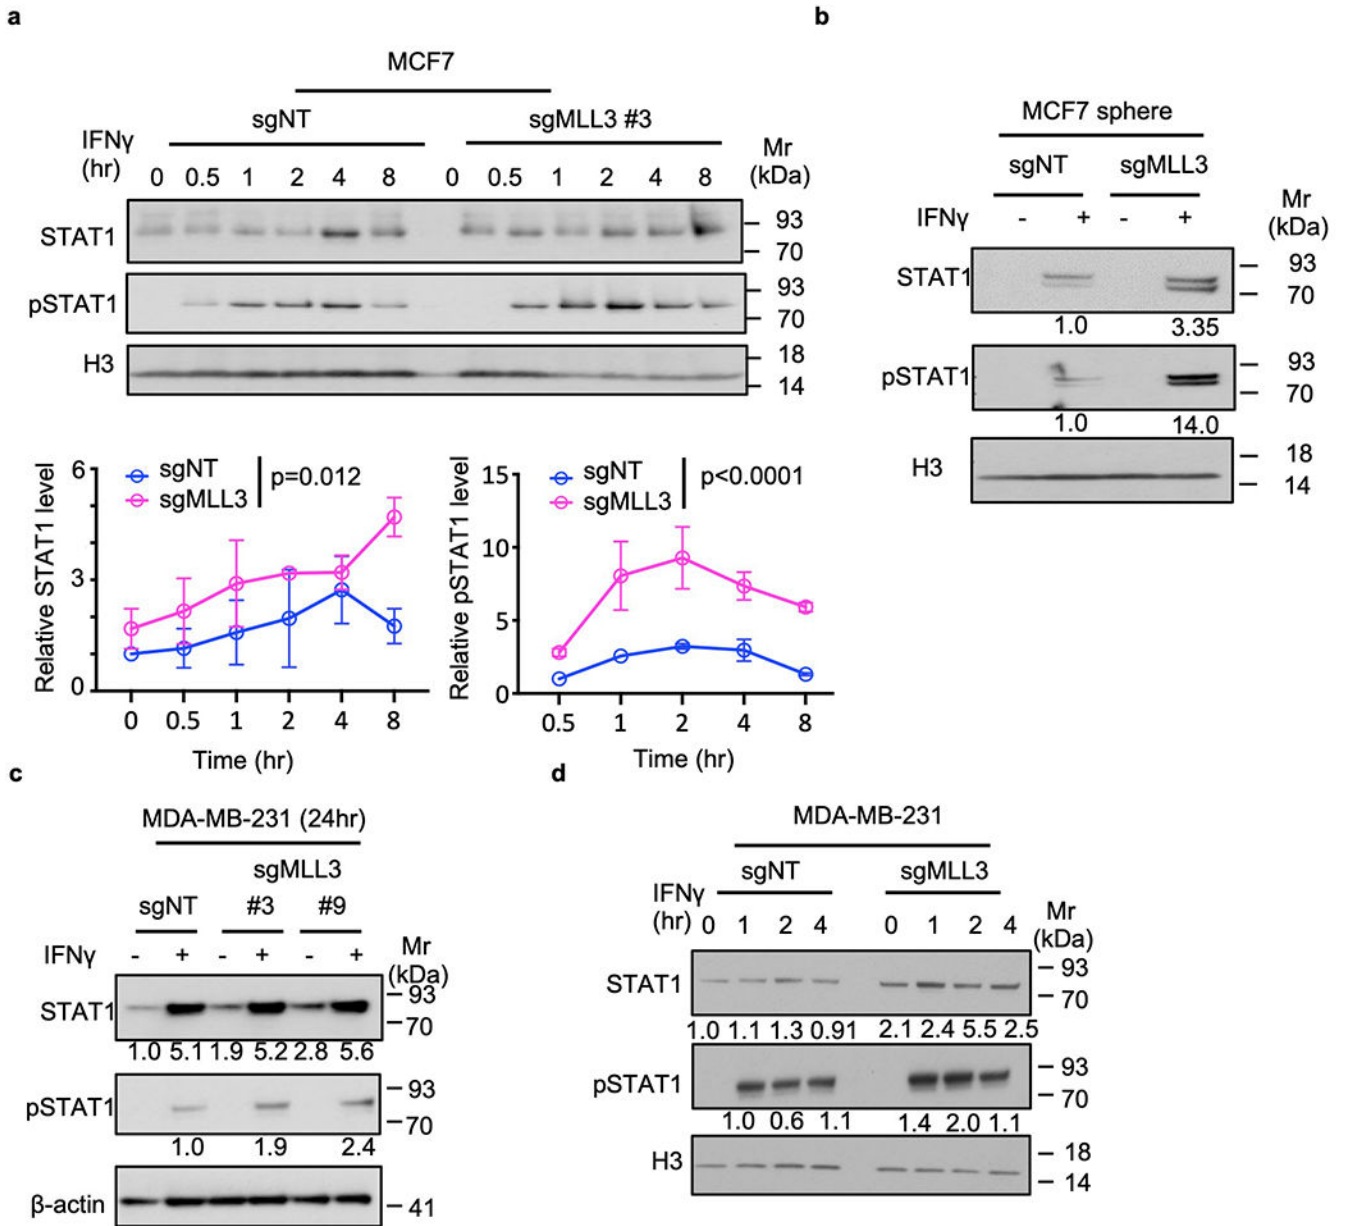 a
MCF7
sgNT sgMLL3 #3
IFNγ
(hr)
Mr
(kDa)
0 0.5 1 2 4 8 0 0.5 1 2 4 8
STAT1
93
70
pSTAT1
93
70
H3
18
14
Relative STAT1 level
6
3
0
sgNT
sgMLL3
p=0.012
0 0.5 1 2 4 8
Time (hr)
Relative pSTAT1 level
15
10
5
0
sgNT
sgMLL3
p<0.0001
0.5 1 2 4 8
Time (hr)
b
MCF7 sphere
sgNT sgMLL3
Mr
(kDa)
IFNγ - + - +
STAT1
93
70
1.0 3.35
pSTAT1
93
70
1.0 14.0
H3
18
14
c
MDA-MB-231 (24hr)
sgMLL3
sgNT #3 #9
IFNγ - + - + - +
Mr
(kDa)
STAT1
93
70
1.0 5.1 1.9 5.2 2.8 5.6
pSTAT1
93
70
1.0 1.9 2.4
β-actin
41
d
MDA-MB-231
sgNT sgMLL3
IFNγ
(hr)
0 1 2 4 0 1 2 4
Mr
(kDa)
STAT1
93
70
1.0 1.1 1.3 0.91 2.1 2.4 5.5 2.5
pSTAT1
93
70
1.0 0.6 1.1 1.4 2.0 1.1
H3
18
14